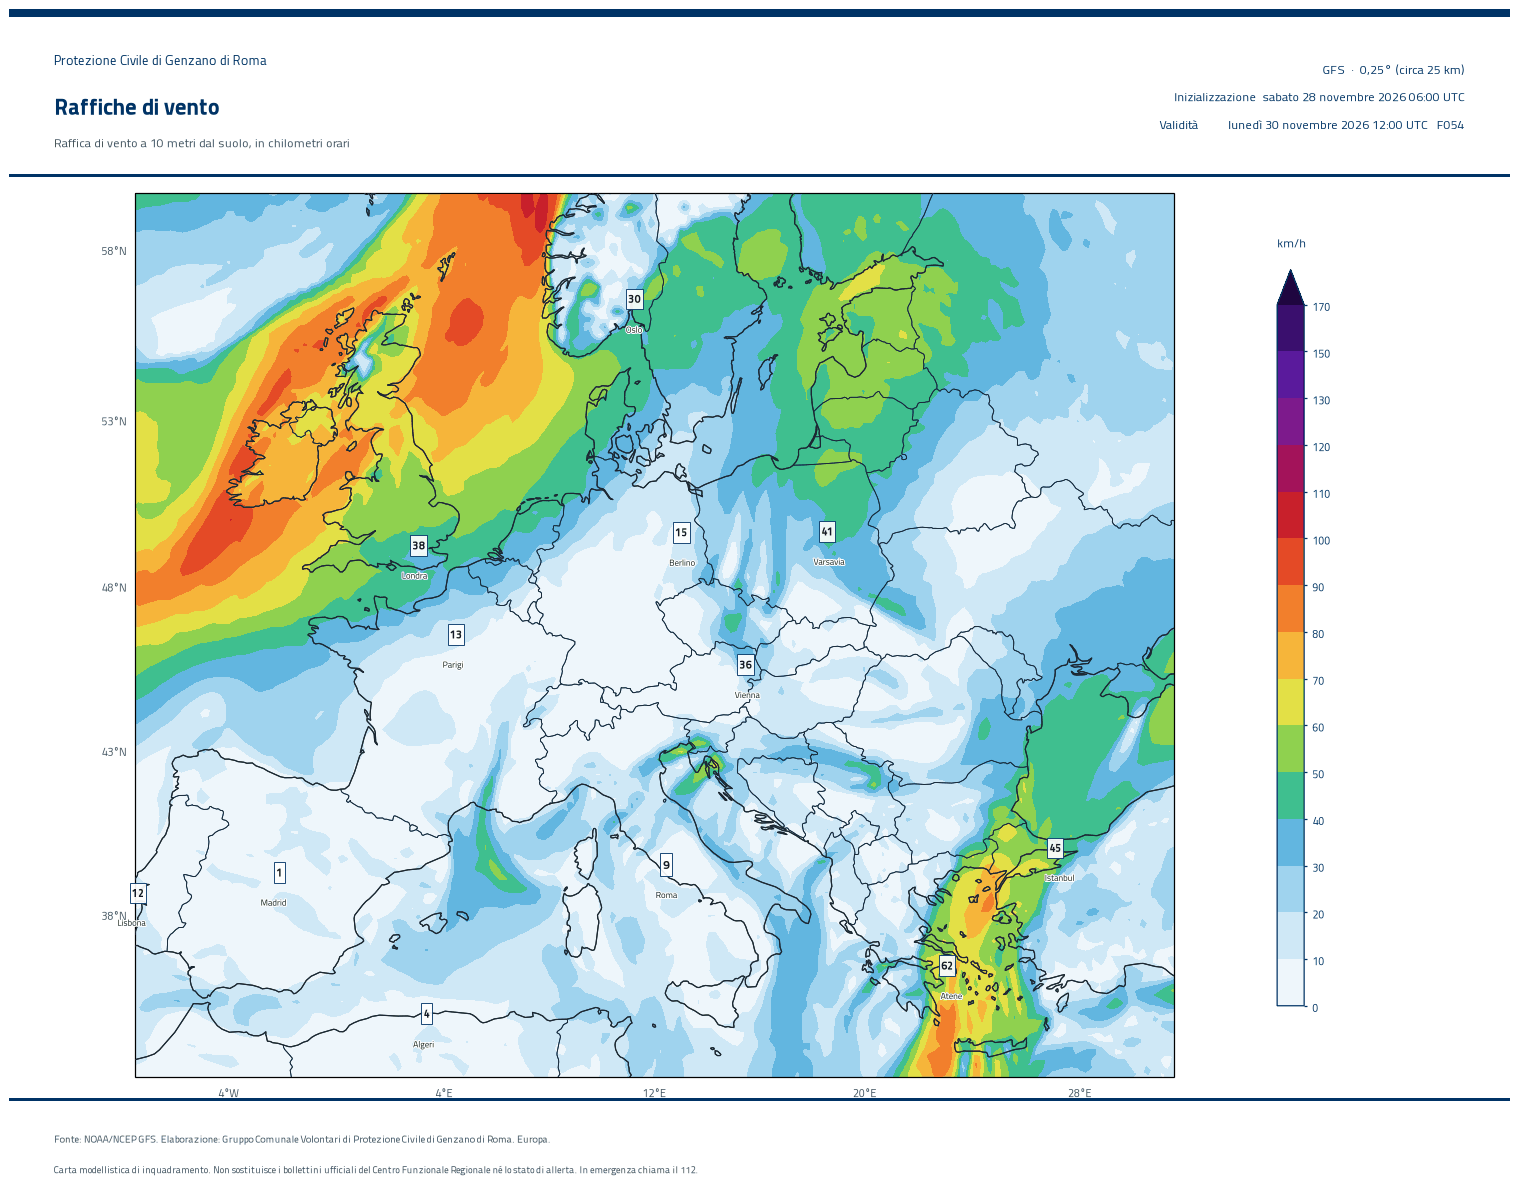 Protezione Civile di Genzano di Roma
Raffiche di vento
Raffica di vento a 10 metri dal suolo, in chilometri orari
GFS · 0,25° (circa 25 km)
Inizializzazione sabato 28 novembre 2026 06:00 UTC
Validità lunedì 30 novembre 2026 12:00 UTC F054
58°N
53°N
48°N
43°N
38°N
4°W
4°E
12°E
20°E
28°E
30
Oslo
38
Londra
15
Berlino
41
Varsavia
13
Parigi
36
Vienna
45
Istanbul
9
Roma
1
Madrid
12
Lisbona
62
Atene
4
Algeri
km/h
170
150
130
120
110
100
90
80
70
60
50
40
30
20
10
0
Fonte: NOAA/NCEP GFS. Elaborazione: Gruppo Comunale Volontari di Protezione Civile di Genzano di Roma. Europa.
Carta modellistica di inquadramento. Non sostituisce i bollettini ufficiali del Centro Funzionale Regionale né lo stato di allerta. In emergenza chiama il 112.